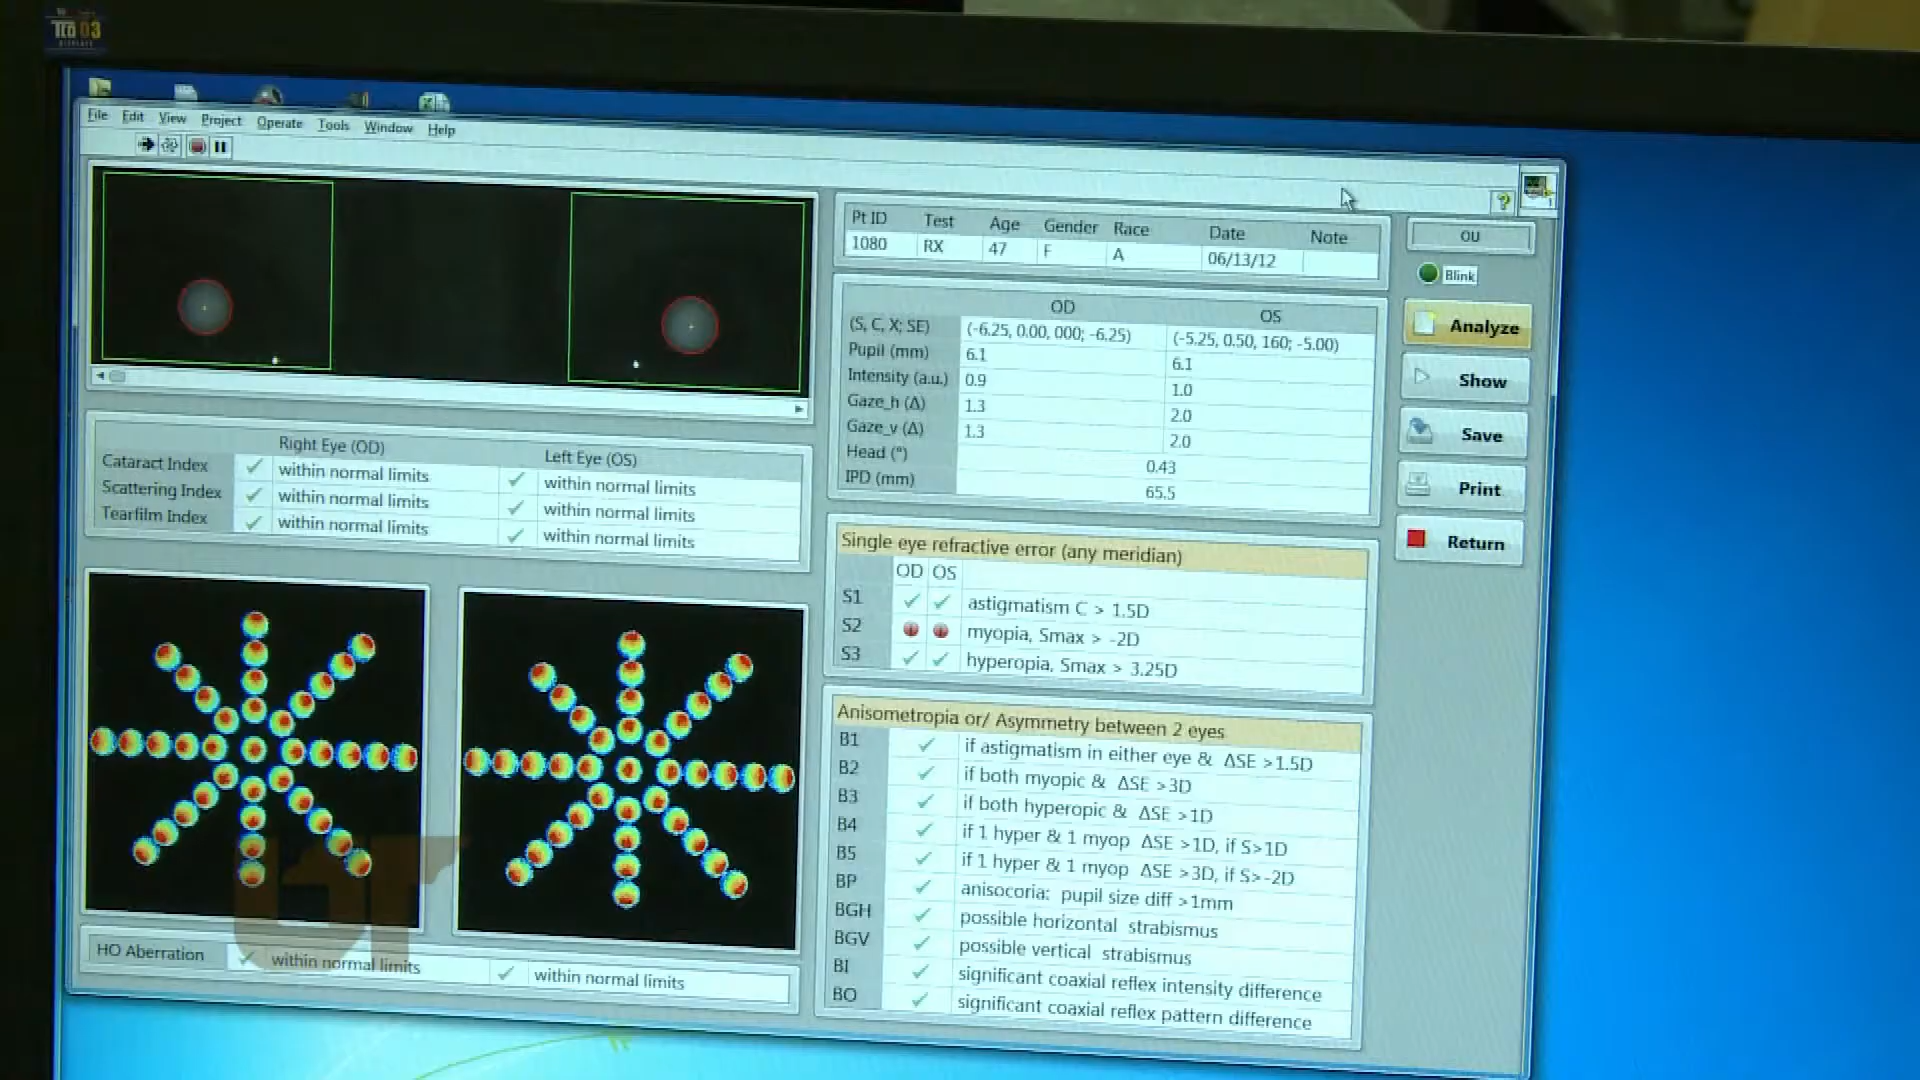 TCO 03
DISPLAYS
File Edit View Project Operate Tools Window Help
Pt ID Test Age Gender Race Date Note
1080 RX 47 F A 06/13/12
OU
Blink
Analyze
Show
Save
Print
Return
OD OS
(S, C, X; SE) (-6.25, 0.00, 000; -6.25) (-5.25, 0.50, 160; -5.00)
Pupil (mm) 6.1 6.1
Intensity (a.u.) 0.9 1.0
Gaze_h (Δ) 1.3 2.0
Gaze_v (Δ) 1.3 2.0
Head (°) 0.43
IPD (mm) 65.5
Right Eye (OD) Left Eye (OS)
Cataract Index within normal limits within normal limits
Scattering Index within normal limits within normal limits
Tearfilm Index within normal limits within normal limits
Single eye refractive error (any meridian)
OD OS
S1 astigmatism C > 1.5D
S2 myopia, Smax > -2D
S3 hyperopia, Smax > 3.25D
Anisometropia or/ Asymmetry between 2 eyes
B1 if astigmatism in either eye & ΔSE >1.5D
B2 if both myopic & ΔSE >3D
B3 if both hyperopic & ΔSE >1D
B4 if 1 hyper & 1 myop ΔSE >1D, if S>1D
B5 if 1 hyper & 1 myop ΔSE >3D, if S>-2D
BP anisocoria: pupil size diff >1mm
BGH possible horizontal strabismus
BGV possible vertical strabismus
BI significant coaxial reflex intensity difference
BO significant coaxial reflex pattern difference
HO Aberration within normal limits within normal limits